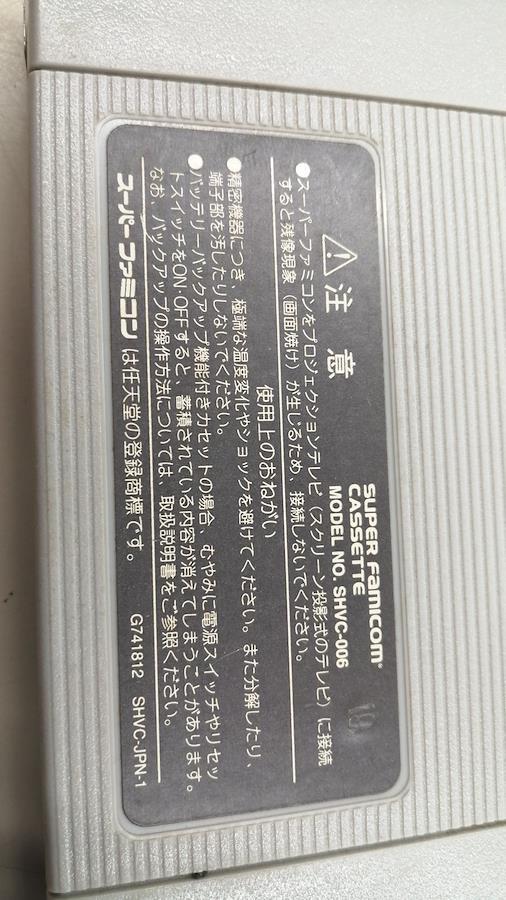 SUPER FAMICOM®
CASSETTE
MODEL NO. SHVC-006
⚠注意
●スーパーファミコンをプロジェクションテレビ（スクリーン投影式のテレビ）に接続
すると残像現象（画面焼け）が生じるため、接続しないでください。
使用上のおねがい
●精密機器につき、極端な温度変化やショックを避けてください。また分解したり、
端子部を汚したりしないでください。
●バッテリーバックアップ機能付きカセットの場合、むやみに電源スイッチやリセッ
トスイッチをON・OFFすると、蓄積されている内容が消えてしまうことがあります。
なお、バックアップの操作方法については、取扱説明書をご参照ください。
スーパーファミコン は任天堂の登録商標です。
G741812 SHVC-JPN-1